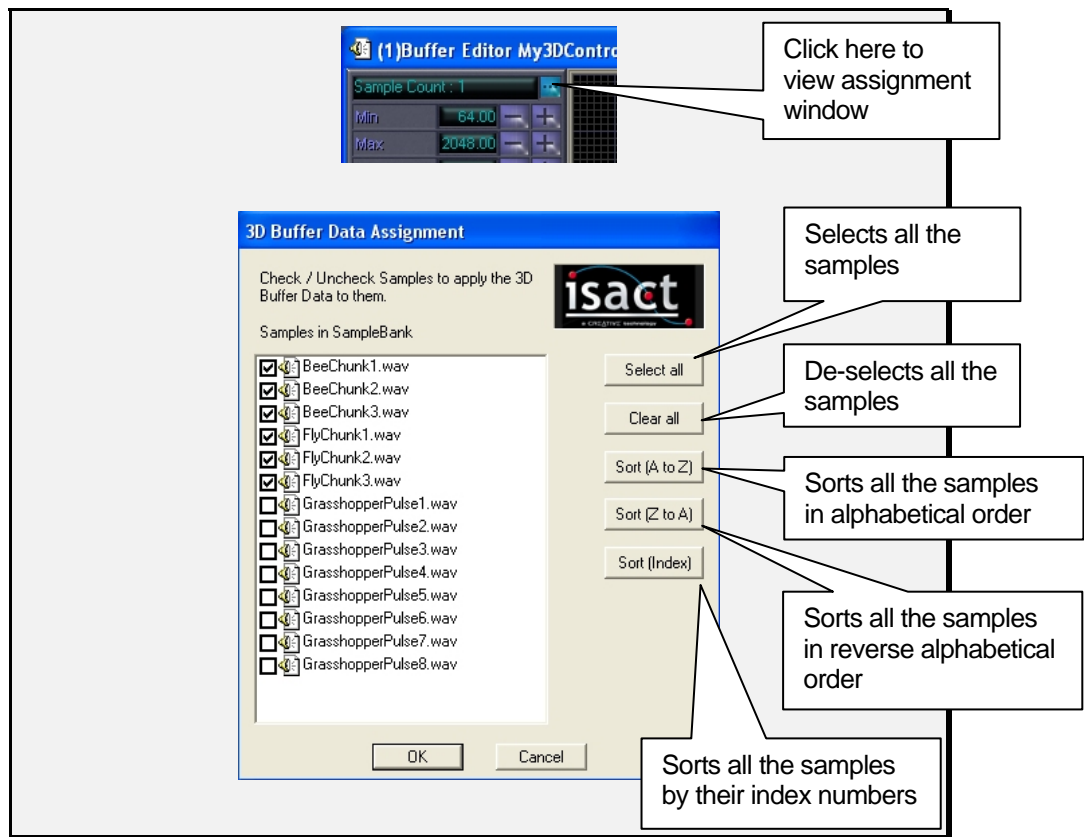 (1)Buffer Editor My3DContro
Sample Count : 1
Min 64.00
Max 2048.00
Click here to
view assignment
window
3D Buffer Data Assignment
Check / Uncheck Samples to apply the 3D
Buffer Data to them.
isact
a CREATIVE technology
Samples in SampleBank
BeeChunk1.wav
BeeChunk2.wav
BeeChunk3.wav
FlyChunk1.wav
FlyChunk2.wav
FlyChunk3.wav
GrasshopperPulse1.wav
GrasshopperPulse2.wav
GrasshopperPulse3.wav
GrasshopperPulse4.wav
GrasshopperPulse5.wav
GrasshopperPulse6.wav
GrasshopperPulse7.wav
GrasshopperPulse8.wav
Select all
Clear all
Sort (A to Z)
Sort (Z to A)
Sort (Index)
OK
Cancel
Selects all the
samples
De-selects all the
samples
Sorts all the samples
in alphabetical order
Sorts all the samples
in reverse alphabetical
order
Sorts all the samples
by their index numbers